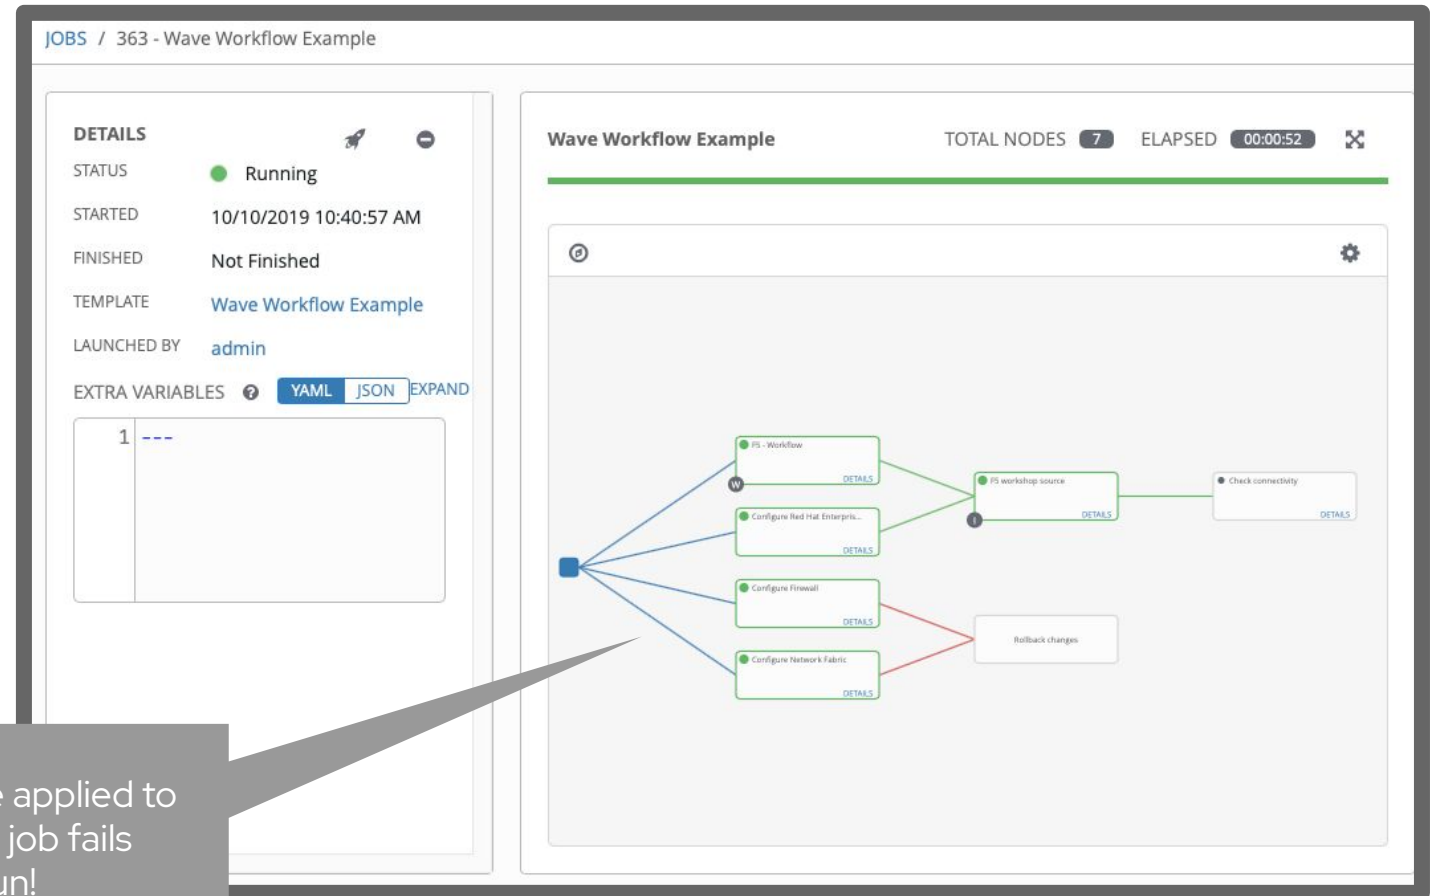 JOBS / 363 - Wave Workflow Example
DETAILS
STATUS Running
STARTED 10/10/2019 10:40:57 AM
FINISHED Not Finished
TEMPLATE Wave Workflow Example
LAUNCHED BY admin
EXTRA VARIABLES ? YAML JSON EXPAND
1 ---
Wave Workflow Example TOTAL NODES 7 ELAPSED 00:00:52
F5 - Workflow
W DETAILS
Configure Red Hat Enterpris...
DETAILS
Configure Firewall
DETAILS
Configure Network Fabric
DETAILS
F5 workshop source
I DETAILS
Rollback changes
Check connectivity
DETAILS
applied to
job fails
un!